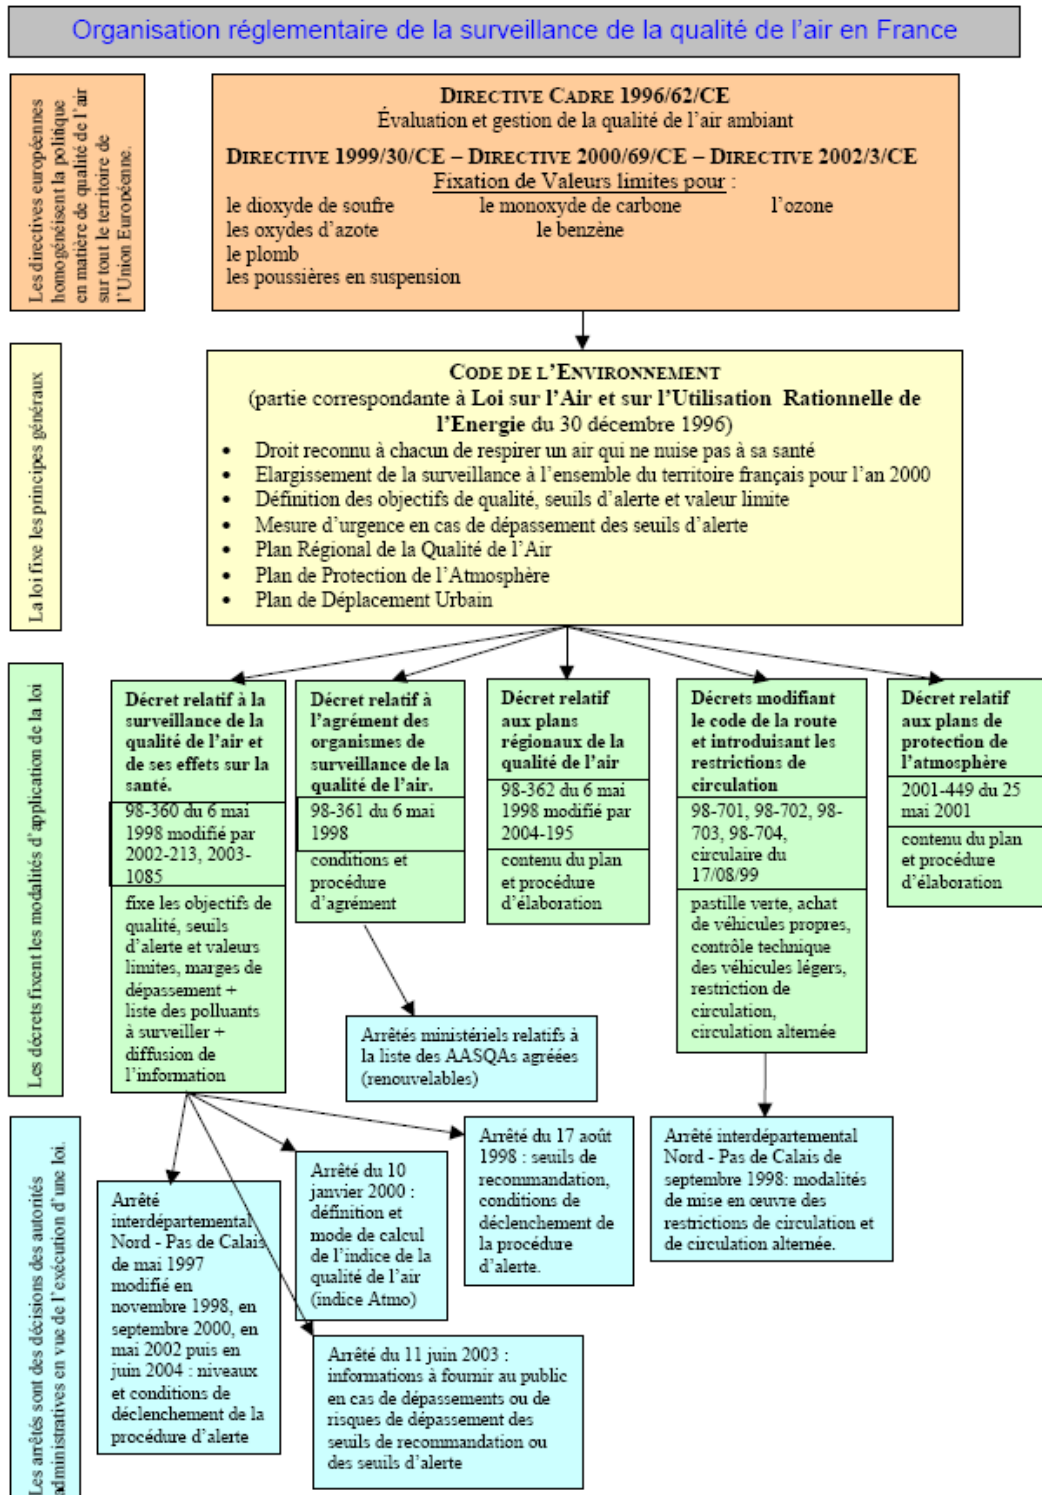 Organisation réglementaire de la surveillance de la qualité de l'air en France
Les directives européennes
homogénéisent la politique
en matière de qualité de l'air
sur tout le territoire de
l'Union Européenne.
DIRECTIVE CADRE 1996/62/CE
Évaluation et gestion de la qualité de l'air ambiant
DIRECTIVE 1999/30/CE – DIRECTIVE 2000/69/CE – DIRECTIVE 2002/3/CE
Fixation de Valeurs limites pour :
le dioxyde de soufre le monoxyde de carbone l'ozone
les oxydes d'azote le benzène
le plomb
les poussières en suspension
La loi fixe les principes généraux
CODE DE L'ENVIRONNEMENT
(partie correspondante à Loi sur l'Air et sur l'Utilisation Rationnelle de
l'Energie du 30 décembre 1996)
• Droit reconnu à chacun de respirer un air qui ne nuise pas à sa santé
• Elargissement de la surveillance à l'ensemble du territoire français pour l'an 2000
• Définition des objectifs de qualité, seuils d'alerte et valeur limite
• Mesure d'urgence en cas de dépassement des seuils d'alerte
• Plan Régional de la Qualité de l'Air
• Plan de Protection de l'Atmosphère
• Plan de Déplacement Urbain
Les décrets fixent les modalités d'application de la loi
Décret relatif à la
surveillance de la
qualité de l'air et
de ses effets sur la
santé.
98-360 du 6 mai
1998 modifié par
2002-213, 2003-
1085
fixe les objectifs de
qualité, seuils
d'alerte et valeurs
limites, marges de
dépassement +
liste des polluants
à surveiller +
diffusion de
l'information
Décret relatif à
l'agrément des
organismes de
surveillance de la
qualité de l'air.
98-361 du 6 mai
1998
conditions et
procédure
d'agrément
Décret relatif
aux plans
régionaux de la
qualité de l'air
98-362 du 6 mai
1998 modifié par
2004-195
contenu du plan
et procédure
d'élaboration
Décrets modifiant
le code de la route
et introduisant les
restrictions de
circulation
98-701, 98-702, 98-
703, 98-704,
circulaire du
17/08/99
pastille verte, achat
de véhicules propres,
contrôle technique
des véhicules légers,
restriction de
circulation,
circulation alternée
Décret relatif
aux plans de
protection de
l'atmosphère
2001-449 du 25
mai 2001
contenu du plan
et procédure
d'élaboration
Arrêtés ministériels relatifs à
la liste des AASQAs agréées
(renouvelables)
Les arrêtés sont des décisions des autorités
administratives en vue de l'exécution d'une loi.
Arrêté
interdépartemental
Nord - Pas de Calais
de mai 1997
modifié en
novembre 1998, en
septembre 2000, en
mai 2002 puis en
juin 2004 : niveaux
et conditions de
déclenchement de la
procédure d'alerte
Arrêté du 10
janvier 2000 :
définition et
mode de calcul
de l'indice de la
qualité de l'air
(indice Atmo)
Arrêté du 17 août
1998 : seuils de
recommandation,
conditions de
déclenchement de
la procédure
d'alerte.
Arrêté interdépartemental
Nord - Pas de Calais de
septembre 1998: modalités
de mise en œuvre des
restrictions de circulation et
de circulation alternée.
Arrêté du 11 juin 2003 :
informations à fournir au public
en cas de dépassements ou de
risques de dépassement des
seuils de recommandation ou
des seuils d'alerte